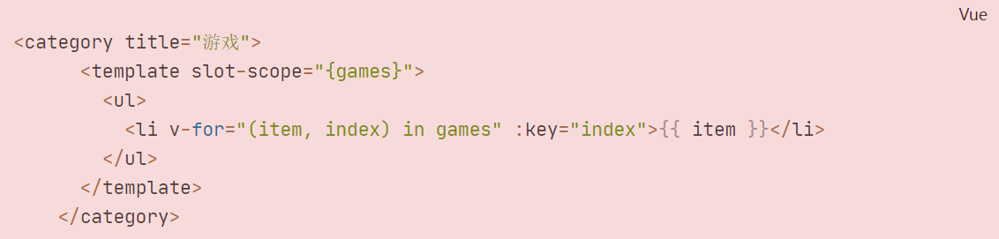 Vue
<category title="游戏">
<template slot-scope="{games}">
<ul>
<li v-for="(item, index) in games" :key="index">{{ item }}</li>
</ul>
</template>
</category>